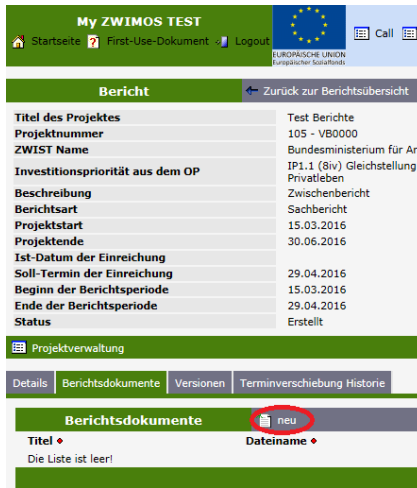 My ZWIMOS TEST
Startseite First-Use-Dokument Logout
EUROPÄISCHE UNION
Europäischer Sozialfonds
Call
Bericht
Zurück zur Berichtsübersicht
Titel des Projektes Test Berichte
Projektnummer 105 - VB0000
ZWIST Name Bundesministerium für Ar
Investitionspriorität aus dem OP IP1.1 (8iv) Gleichstellung
Privatleben
Beschreibung Zwischenbericht
Berichtsart Sachbericht
Projektstart 15.03.2016
Projektende 30.06.2016
Ist-Datum der Einreichung
Soll-Termin der Einreichung 29.04.2016
Beginn der Berichtsperiode 15.03.2016
Ende der Berichtsperiode 29.04.2016
Status Erstellt
Projektverwaltung
Details Berichtsdokumente Versionen Terminverschiebung Historie
Berichtsdokumente neu
Titel Dateiname
Die Liste ist leer!